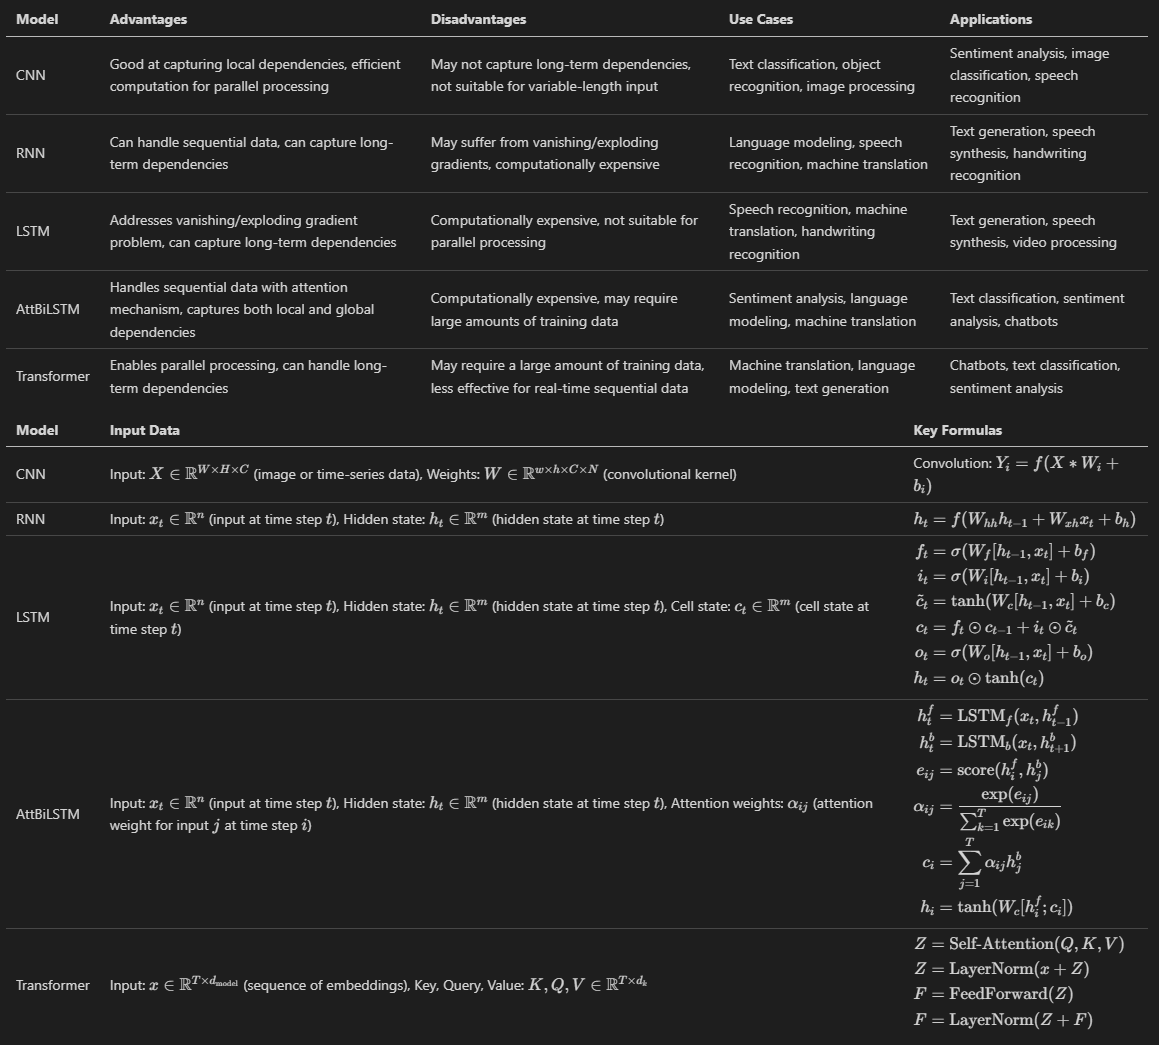 Model Advantages Disadvantages Use Cases Applications
CNN
Good at capturing local dependencies, efficient
computation for parallel processing
May not capture long-term dependencies,
not suitable for variable-length input
Text classification, object
recognition, image processing
Sentiment analysis, image
classification, speech
recognition
RNN
Can handle sequential data, can capture long-
term dependencies
May suffer from vanishing/exploding
gradients, computationally expensive
Language modeling, speech
recognition, machine translation
Text generation, speech
synthesis, handwriting
recognition
LSTM
Addresses vanishing/exploding gradient
problem, can capture long-term dependencies
Computationally expensive, not suitable for
parallel processing
Speech recognition, machine
translation, handwriting
recognition
Text generation, speech
synthesis, video processing
AttBiLSTM
Handles sequential data with attention
mechanism, captures both local and global
dependencies
Computationally expensive, may require
large amounts of training data
Sentiment analysis, language
modeling, machine translation
Text classification, sentiment
analysis, chatbots
Transformer
Enables parallel processing, can handle long-
term dependencies
May require a large amount of training data,
less effective for real-time sequential data
Machine translation, language
modeling, text generation
Chatbots, text classification,
sentiment analysis
Model Input Data Key Formulas
CNN
Input: $X \in \mathbb{R}^{W \times H \times C}$ (image or time-series data), Weights: $W \in \mathbb{R}^{w \times h \times C \times N}$ (convolutional kernel)
Convolution: $Y_i = f(X * W_i +$
$b_i)$
RNN
Input: $x_t \in \mathbb{R}^n$ (input at time step $t$), Hidden state: $h_t \in \mathbb{R}^m$ (hidden state at time step $t$)
$h_t = f(W_{hh}h_{t-1} + W_{xh}x_t + b_h)$
LSTM
Input: $x_t \in \mathbb{R}^n$ (input at time step $t$), Hidden state: $h_t \in \mathbb{R}^m$ (hidden state at time step $t$), Cell state: $c_t \in \mathbb{R}^m$ (cell state at
time step $t$)
$f_t = \sigma(W_f[h_{t-1}, x_t] + b_f)$
$i_t = \sigma(W_i[h_{t-1}, x_t] + b_i)$
$\tilde{c}_t = \tanh(W_c[h_{t-1}, x_t] + b_c)$
$c_t = f_t \odot c_{t-1} + i_t \odot \tilde{c}_t$
$o_t = \sigma(W_o[h_{t-1}, x_t] + b_o)$
$h_t = o_t \odot \tanh(c_t)$
AttBiLSTM
Input: $x_t \in \mathbb{R}^n$ (input at time step $t$), Hidden state: $h_t \in \mathbb{R}^m$ (hidden state at time step $t$), Attention weights: $\alpha_{ij}$ (attention
weight for input $j$ at time step $i$)
$h_t^f = \text{LSTM}_f(x_t, h_{t-1}^f)$
$h_t^b = \text{LSTM}_b(x_t, h_{t+1}^b)$
$e_{ij} = \text{score}(h_i^f, h_j^b)$
$\alpha_{ij} = \frac{\exp(e_{ij})}{\sum_{k=1}^{T} \exp(e_{ik})}$
$c_i = \sum_{j=1}^{T} \alpha_{ij} h_j^b$
$h_i = \tanh(W_c[h_i^f; c_i])$
Transformer
Input: $x \in \mathbb{R}^{T \times d_{\text{model}}}$ (sequence of embeddings), Key, Query, Value: $K, Q, V \in \mathbb{R}^{T \times d_k}$
$Z = \text{Self-Attention}(Q, K, V)$
$Z = \text{LayerNorm}(x + Z)$
$F = \text{FeedForward}(Z)$
$F = \text{LayerNorm}(Z + F)$